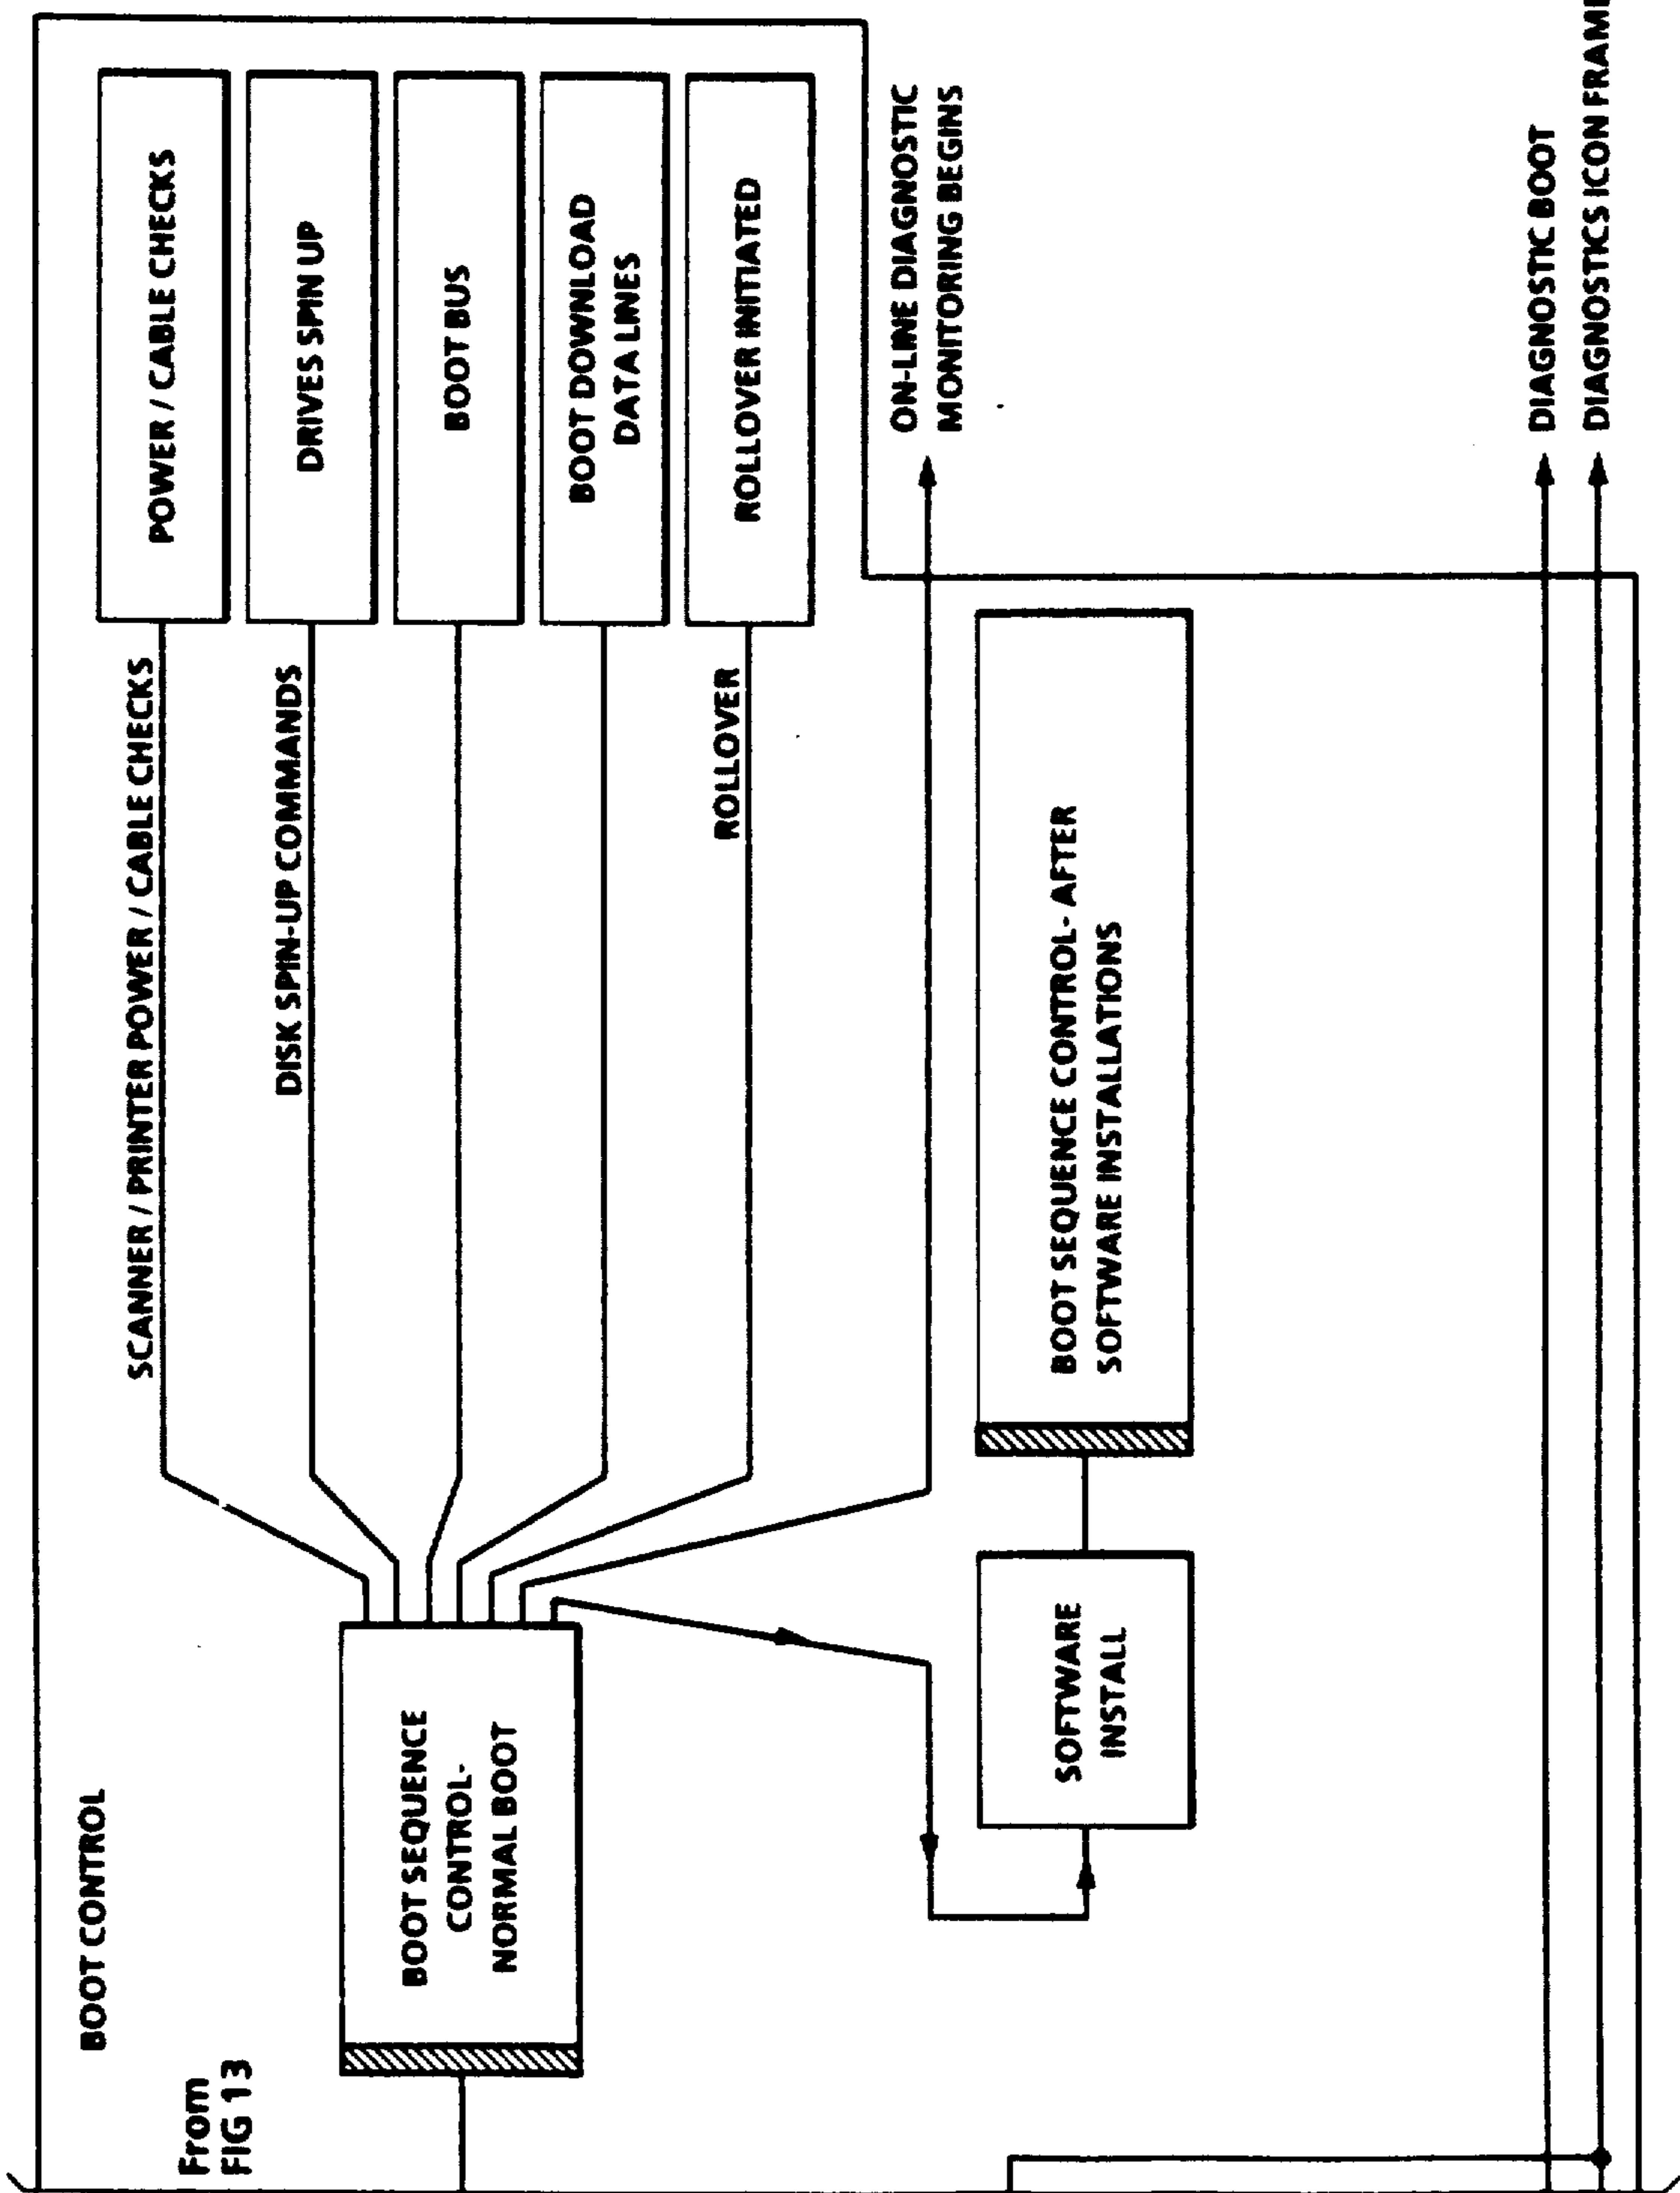 BOOT CONTROL
From
FIG 13
BOOT SEQUENCE
CONTROL-
NORMAL BOOT
SCANNER / PRINTER POWER / CABLE CHECKS
POWER / CABLE CHECKS
DISK SPIN-UP COMMANDS
DRIVES SPIN UP
BOOT BUS
BOOT DOWNLOAD
DATA LINES
ROLLOVER
ROLLOVER INITIATED
ON-LINE DIAGNOSTIC
MONITORING BEGINS
SOFTWARE
INSTALL
BOOT SEQUENCE CONTROL- AFTER
SOFTWARE INSTALLATIONS
DIAGNOSTIC BOOT
DIAGNOSTICS ICON